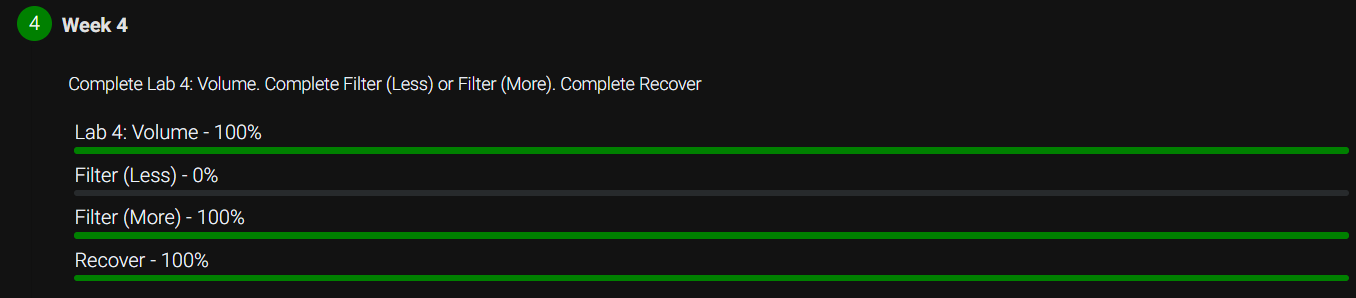 4 Week 4
Complete Lab 4: Volume. Complete Filter (Less) or Filter (More). Complete Recover
Lab 4: Volume - 100%
Filter (Less) - 0%
Filter (More) - 100%
Recover - 100%